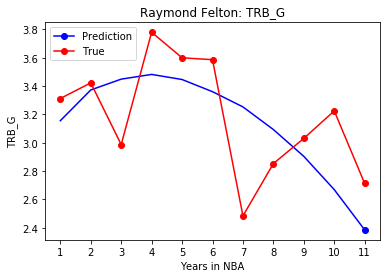 Raymond Felton: TRB_G
Prediction
True
3.8
3.6
3.4
3.2
3.0
2.8
2.6
2.4
TRB_G
1 2 3 4 5 6 7 8 9 10 11
Years in NBA